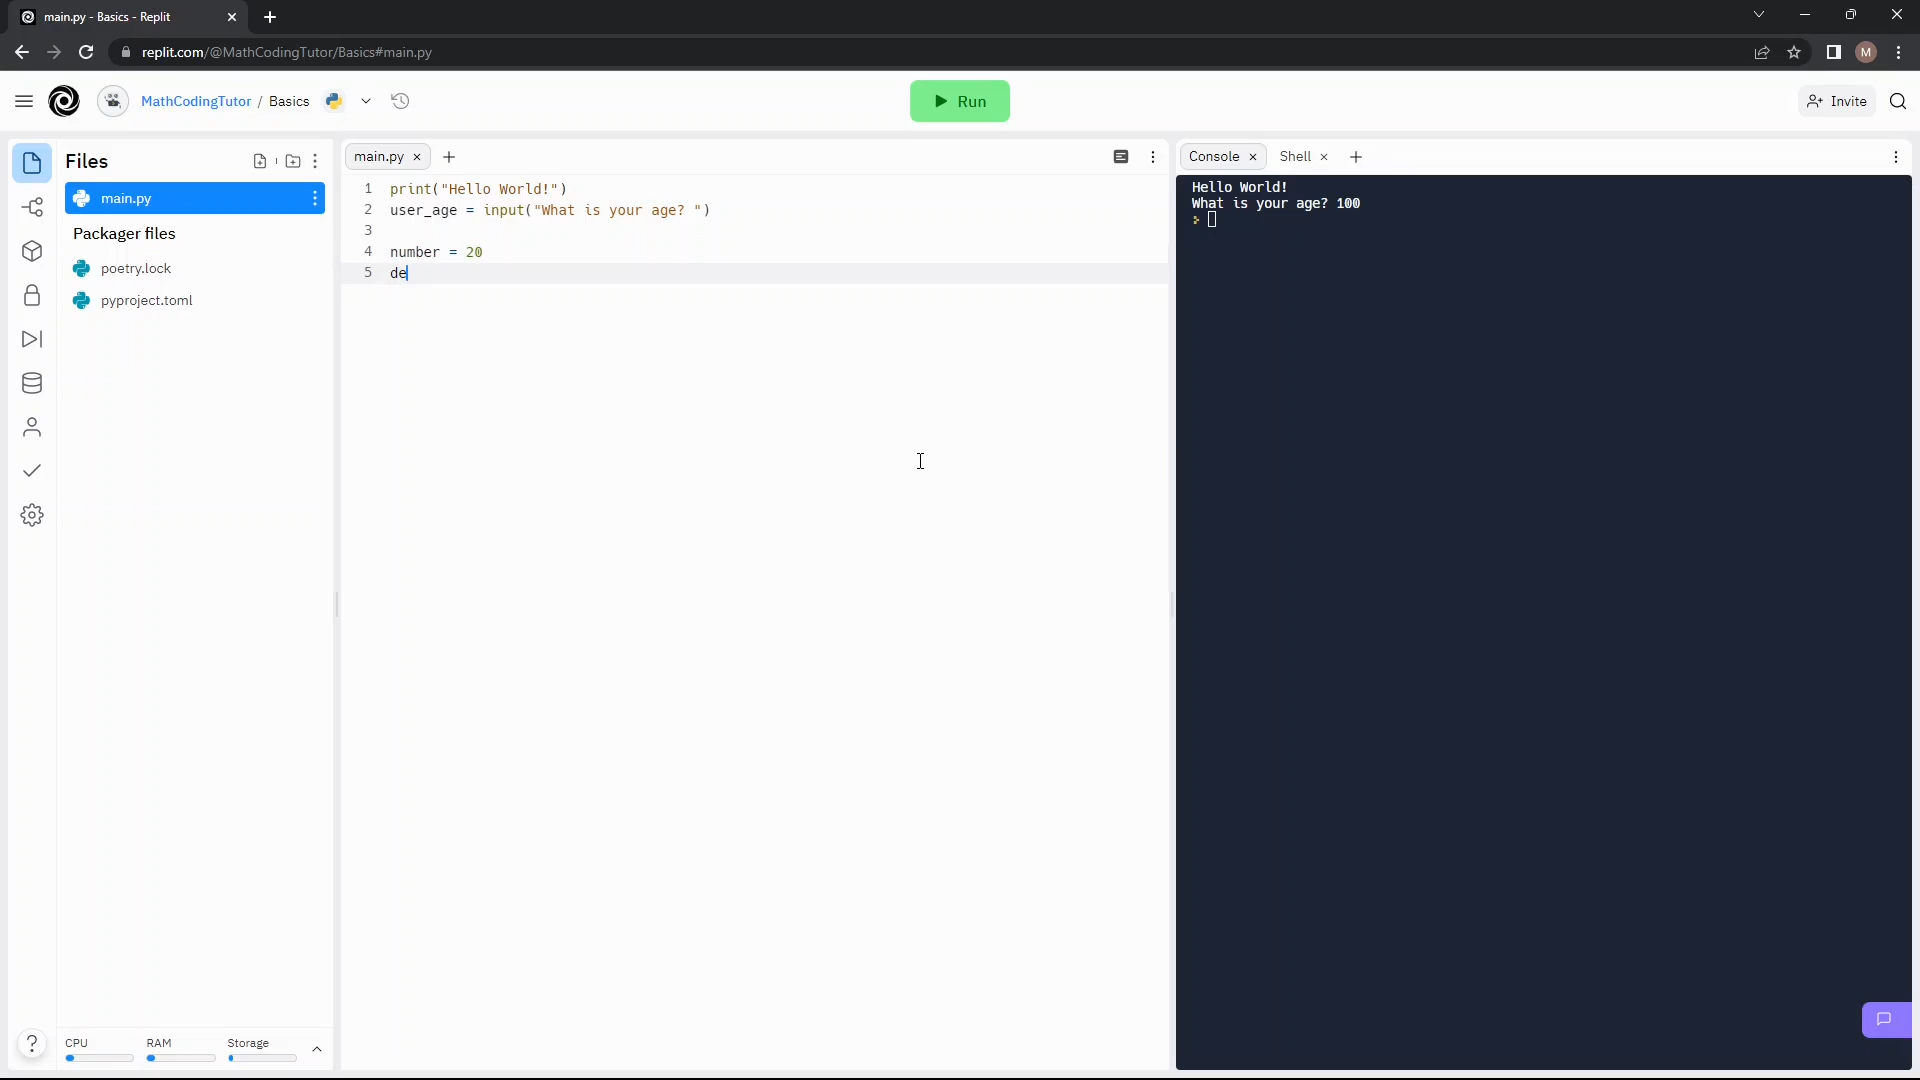 main.py - Basics - Replit
replit.com/@MathCodingTutor/Basics#main.py
M
MathCodingTutor / Basics
Run
Invite
Files
main.py
Packager files
poetry.lock
pyproject.toml
CPU
RAM
Storage
?
main.py
1 print("Hello World!")
2 user_age = input("What is your age? ")
3
4 number = 20
5 de
Console
Shell
Hello World!
What is your age? 100